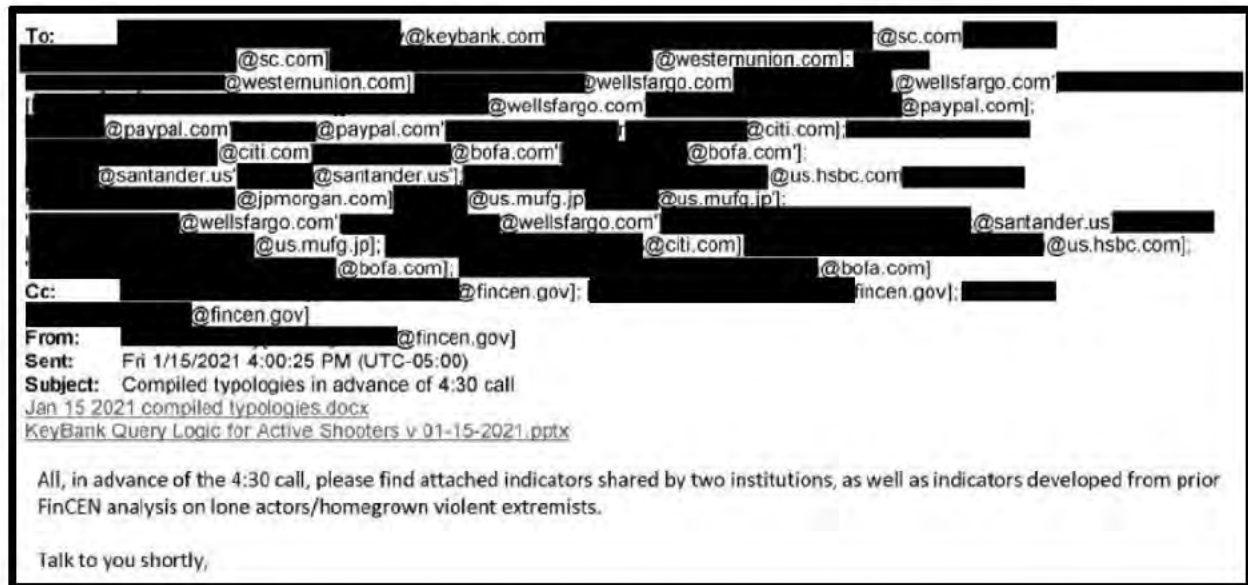 To: @keybank.com @sc.com
@sc.com] @westernunion.com];
@westernunion.com] @wellsfargo.com @wellsfargo.com'
@wellsfargo.com @paypal.com];
@paypal.com' @paypal.com' @citi.com];
@citi.com @bofa.com' @bofa.com'];
@santander.us' @santander.us']; @us.hsbc.com
@jpmorgan.com] @us.mufg.jp @us.mufg.jp'];
@wellsfargo.com' @wellsfargo.com' @santander.us
@us.mufg.jp]; @citi.com] @us.hsbc.com];
@bofa.com]; @bofa.com]
Cc: @fincen.gov]; fincen.gov];
@fincen.gov]
From: @fincen.gov]
Sent: Fri 1/15/2021 4:00:25 PM (UTC-05:00)
Subject: Compiled typologies in advance of 4:30 call
Jan 15 2021 compiled typologies.docx
KeyBank Query Logic for Active Shooters v 01-15-2021.pptx
All, in advance of the 4:30 call, please find attached indicators shared by two institutions, as well as indicators developed from prior
FinCEN analysis on lone actors/homegrown violent extremists.
Talk to you shortly,